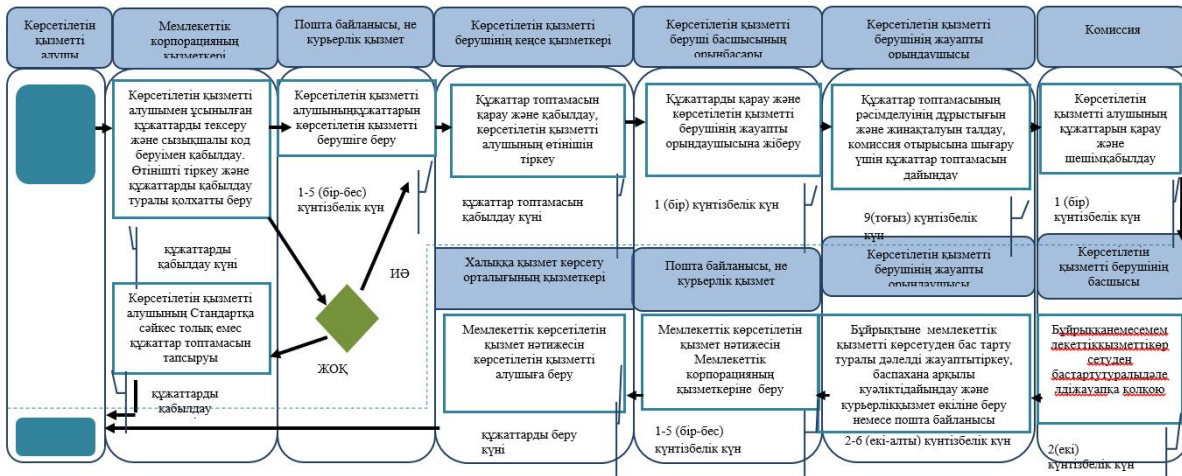 Көрсетілетін
қызметті
алушы
Мемлекеттік
корпорацияның
қызметкері
Пошта байланысы, не
курьерлік қызмет
Көрсетілетін қызметті
берушінің кеңсе қызметкері
Көрсетілетін қызметті
беруші басшысының
орынбасары
Көрсетілетін қызметті
берушінің жауапты
орындаушысы
Комиссия
Көрсетілетін қызметті
алушымен ұсынылған
құжаттарды тексеру
және сызықшалы код
беруімен қабылдау.
Өтінішті тіркеу және
құжаттарды қабылдау
туралы қолхатты беру
Көрсетілетін қызметті
алушыныңқұжаттарын
көрсетілетін қызметті
берушіге беру
Құжаттар топтамасын
қарау және қабылдау,
көрсетілетін қызметті
алушының өтінішін
тіркеу
Құжаттарды қарау және
көрсетілетін қызметті
берушінің жауапты
орындаушысына жіберу
Құжаттар топтамасының
рәсімделуінің дұрыстығын
және жинақталуын талдау,
комиссия отырысына шығару
үшін құжаттар топтамасын
дайындау
Көрсетілетін
қызметті алушының
құжаттарын қарау
және
шешімқабылдау
1-5 (бір-бес)
күнтізбелік күн
құжаттар топтамасын
қабылдау күні
1 (бір) күнтізбелік күн
9(тоғыз) күнтізбелік
күн
1 (бір)
күнтізбелік күн
құжаттарды
қабылдау күні
ИӘ
Халыққа қызмет көрсету
орталығының қызметкері
Пошта байланысы, не
курьерлік қызмет
Көрсетілетін қызметті
берушінің жауапты
орындаушысы
Көрсетілетін
қызметті берушінің
басшысы
Көрсетілетін қызметті
алушының Стандартқа
сәйкес толық емес
құжаттар топтамасын
тапсыруы
ЖОҚ
Мемлекеттік көрсетілетін
қызмет нәтижесін
көрсетілетін қызметті
алушыға беру
Мемлекеттік көрсетілетін
қызмет нәтижесін
Мемлекеттік
корпорацияның
қызметкеріне беру
Бұйрықтыне мемлекеттік
қызметті көрсетуден бас тарту
туралы дәлелді жауаптытіркеу,
баспахана арқылы
куәліктідайындау және
курьерлікқызмет өкіліне беру
немесе пошта байланысы
Бұйрыққанемесемем
лекеттікқызметтікөр
сетуден
бастартутуралыдәле
лдіжауапқа қолқою
құжаттарды
қабылдау
құжаттарды беру
күні
1-5 (бір-бес)
күнтізбелік күн
2-6 (екі-алты) күнтізбелік күн
2(екі)
күнтізбелік күн